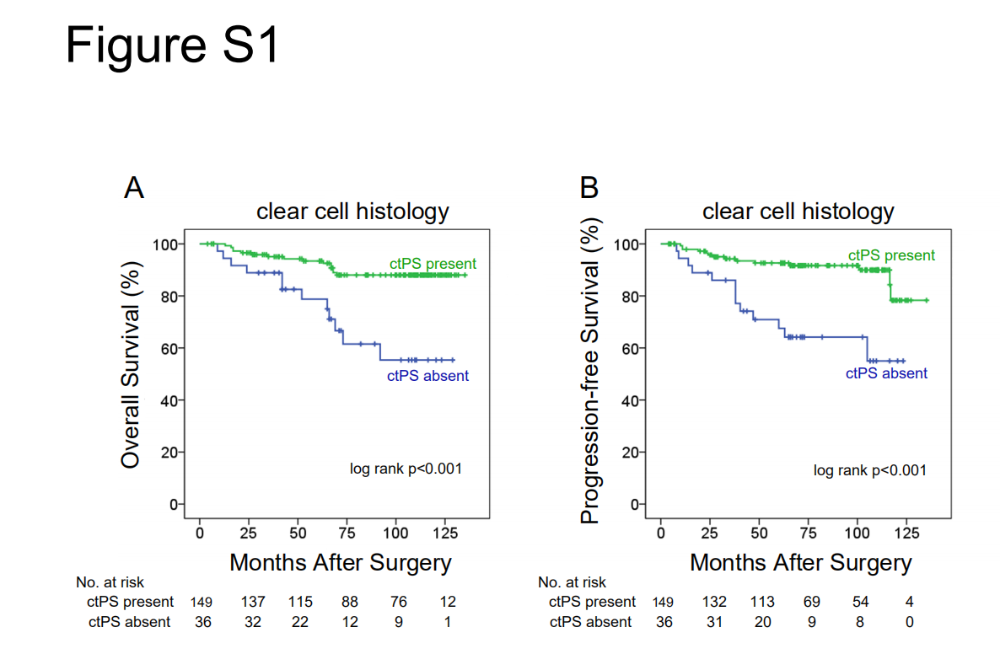 Figure S1
A
clear cell histology
Overall Survival (%)
100
80
60
40
20
0
ctPS present
ctPS absent
log rank p<0.001
0 25 50 75 100 125
Months After Surgery
No. at risk
ctPS present 149 137 115 88 76 12
ctPS absent 36 32 22 12 9 1
B
clear cell histology
Progression-free Survival (%)
100
80
60
40
20
0
ctPS present
ctPS absent
log rank p<0.001
0 25 50 75 100 125
Months After Surgery
No. at risk
ctPS present 149 132 113 69 54 4
ctPS absent 36 31 20 9 8 0